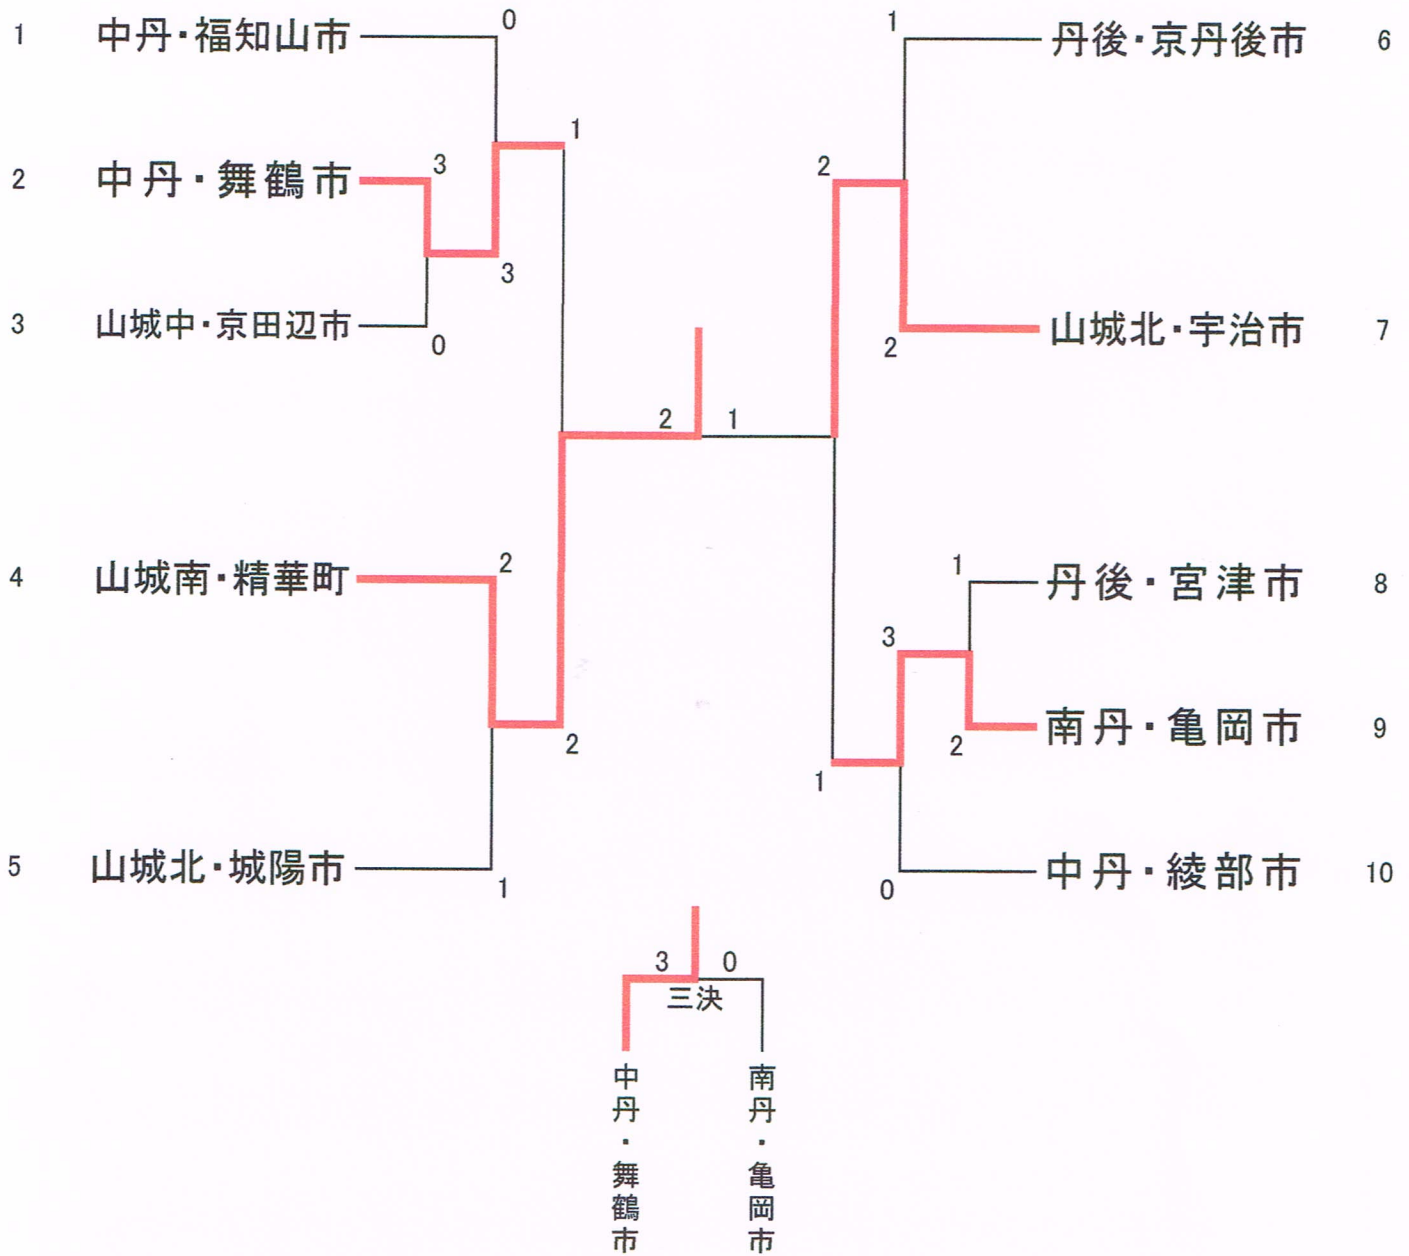 1 中丹・福知山市 0
2 中丹・舞鶴市 3
1
3
3 山城中・京田辺市 0
4 山城南・精華町 2
2
5 山城北・城陽市 1
2 1
1 丹後・京丹後市 6
2
2 山城北・宇治市 7
1 丹後・宮津市 8
3
2 南丹・亀岡市 9
1
0 中丹・綾部市 10
3 0
三決
中丹・舞鶴市
南丹・亀岡市